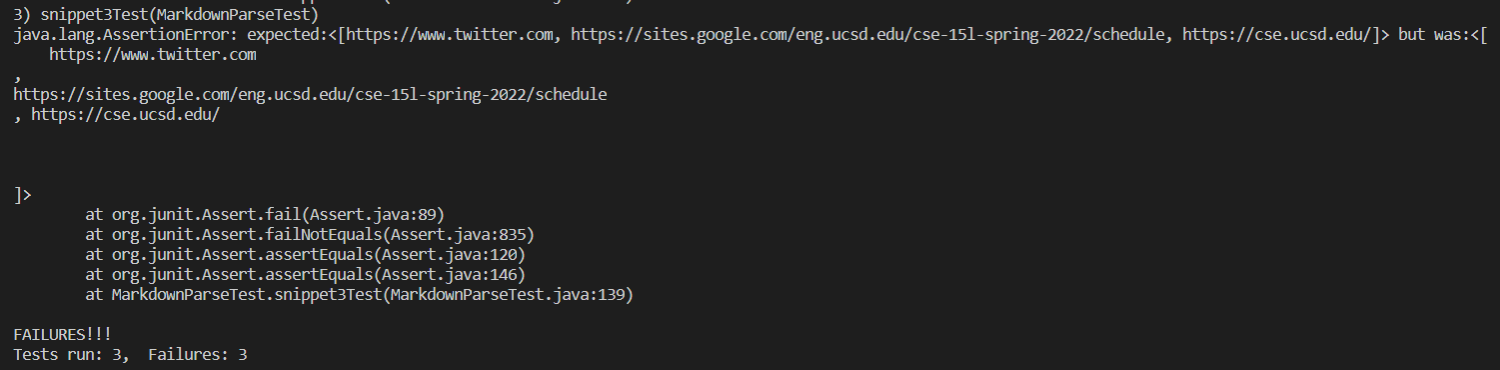 3) snippet3Test(MarkdownParseTest)
java.lang.AssertionError: expected:<[https://www.twitter.com, https://sites.google.com/eng.ucsd.edu/cse-15l-spring-2022/schedule, https://cse.ucsd.edu/]> but was:<[
    https://www.twitter.com
,
https://sites.google.com/eng.ucsd.edu/cse-15l-spring-2022/schedule
, https://cse.ucsd.edu/
]>
        at org.junit.Assert.fail(Assert.java:89)
        at org.junit.Assert.failNotEquals(Assert.java:835)
        at org.junit.Assert.assertEquals(Assert.java:120)
        at org.junit.Assert.assertEquals(Assert.java:146)
        at MarkdownParseTest.snippet3Test(MarkdownParseTest.java:139)
FAILURES!!!
Tests run: 3,  Failures: 3